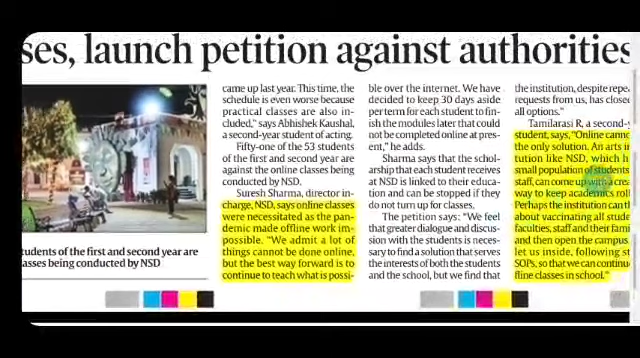 ses, launch petition against authorities
came up last year. This time, the
schedule is even worse because
practical classes are also in-
cluded," says Abhishek Kaushal,
a second-year student of acting.
Fifty-one of the 53 students
of the first and second year are
against the online classes being
conducted by NSD.
Suresh Sharma, director in-
charge, NSD, says online classes
were necessitated as the pan-
demic made offline work im-
possible. "We admit a lot of
things cannot be done online,
but the best way forward is to
continue to teach what is possi-
ble over the internet. We have
decided to keep 30 days aside
per term for each student to fin-
ish the modules later that could
not be completed online at pres-
ent," he adds.
Sharma says that the schol-
arship that each student receives
at NSD is linked to their educa-
tion and can be stopped if they
do not turn up for classes.
The petition says: "We feel
that greater dialogue and discus-
sion with the students is neces-
sary to find a solution that serves
the interests of both the students
and the school, but we find that
the institution, despite repea
requests from us, has closed
all options."
Tamilarasi R, a second-y
student, says, "Online canno
the only solution. An arts in
tution like NSD, which h
small population of students
staff, can come up with a crea
way to keep academics roll
Perhaps the institution can t
about vaccinating all stude
faculties, staff and their fami
and then open the campus.
let us inside, following st
SOPs, so that we can continu
fline classes in school."
tudents of the first and second year are
asses being conducted by NSD